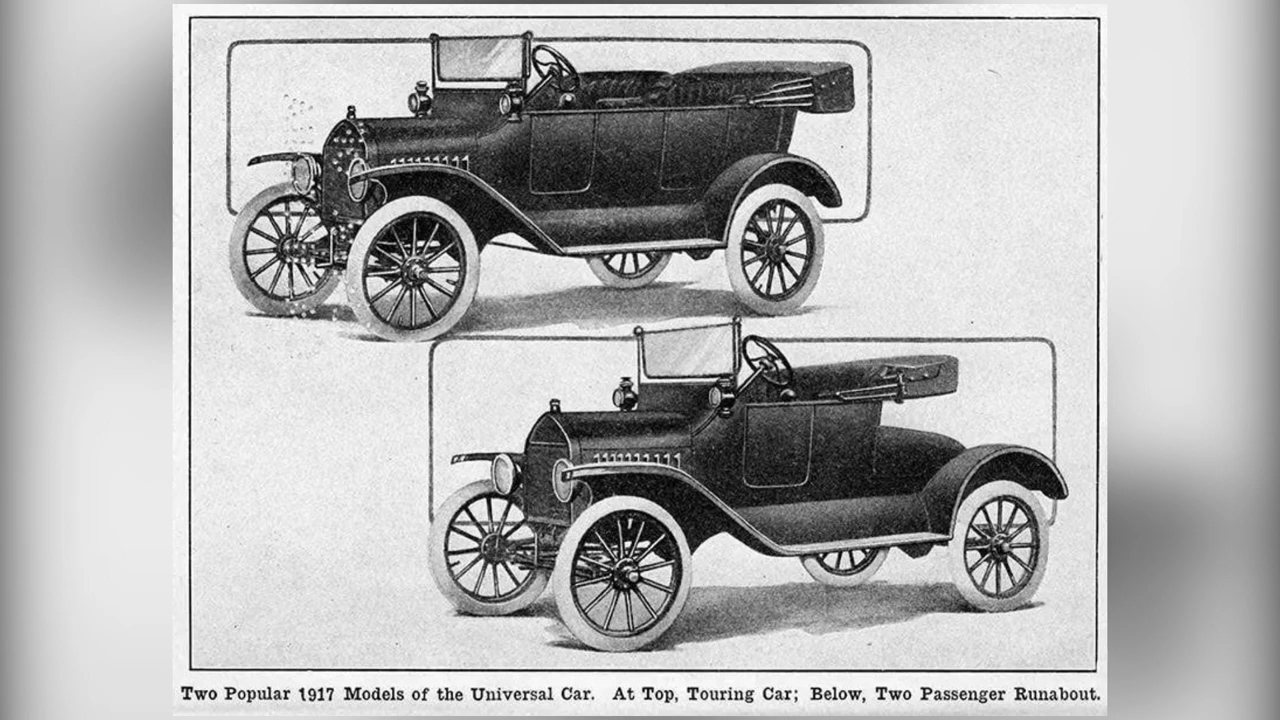 Two Popular 1917 Models of the Universal Car. At Top, Touring Car; Below, Two Passenger Runabout.